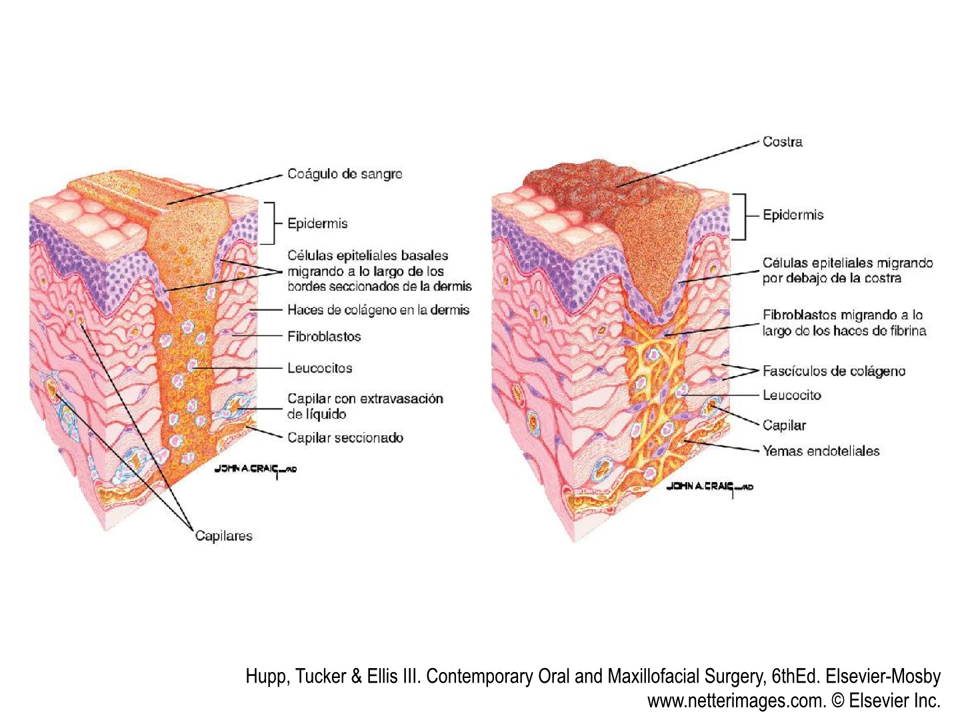 Coágulo de sangre
Epidermis
Células epiteliales basales
migrando a lo largo de los
bordes seccionados de la dermis
Haces de colágeno en la dermis
Fibroblastos
Leucocitos
Capilar con extravasación
de líquido
Capilar seccionado
JOHN A. CRAIG_MD
Capilares
Costra
Epidermis
Células epiteliales migrando
por debajo de la costra
Fibroblastos migrando a lo
largo de los haces de fibrina
Fascículos de colágeno
Leucocito
Capilar
Yemas endoteliales
JOHN A. CRAIG_MD
Hupp, Tucker & Ellis III. Contemporary Oral and Maxillofacial Surgery, 6thEd. Elsevier-Mosby
www.netterimages.com. © Elsevier Inc.